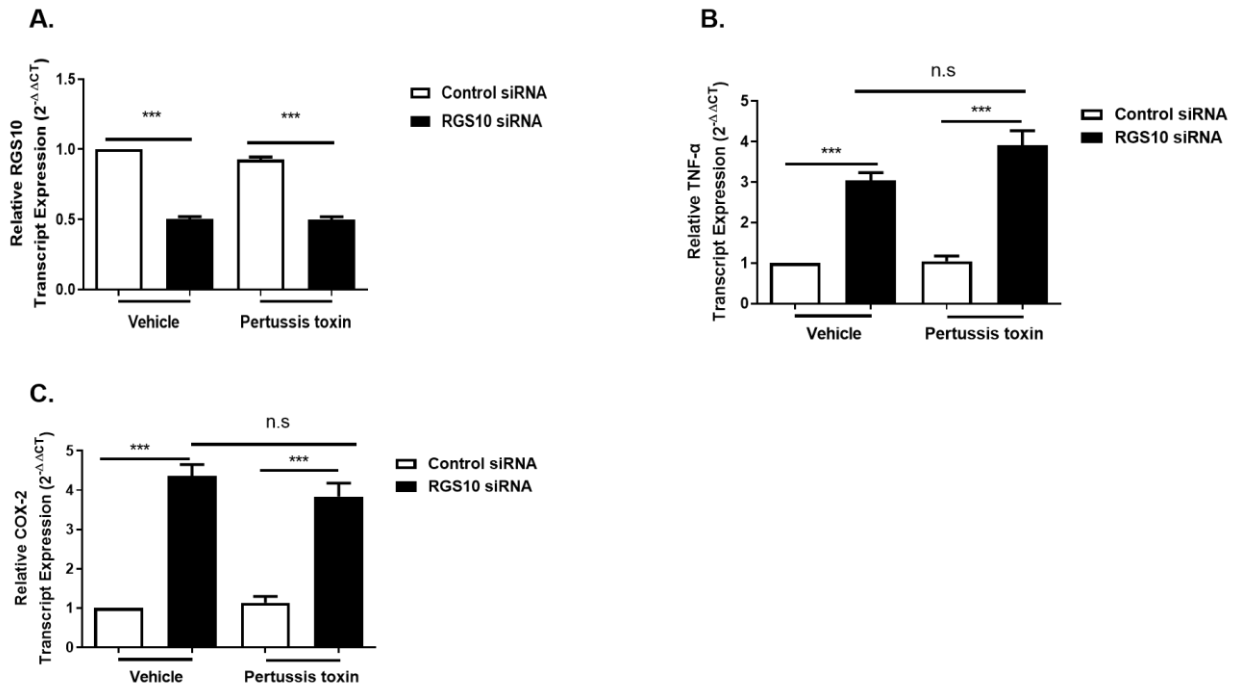 A.
Relative RGS10
Transcript Expression (2-Δ ΔCT)
1.5
1.0
0.5
0.0
***
***
Control siRNA
RGS10 siRNA
Vehicle
Pertussis toxin
B.
Relative TNF-α
Transcript Expression (2-ΔΔCT)
5
4
3
2
1
0
n.s
***
***
Control siRNA
RGS10 siRNA
Vehicle
Pertussis toxin
C.
Relative COX-2
Transcript Expression (2-ΔΔCT)
5
4
3
2
1
0
n.s
***
***
Control siRNA
RGS10 siRNA
Vehicle
Pertussis toxin